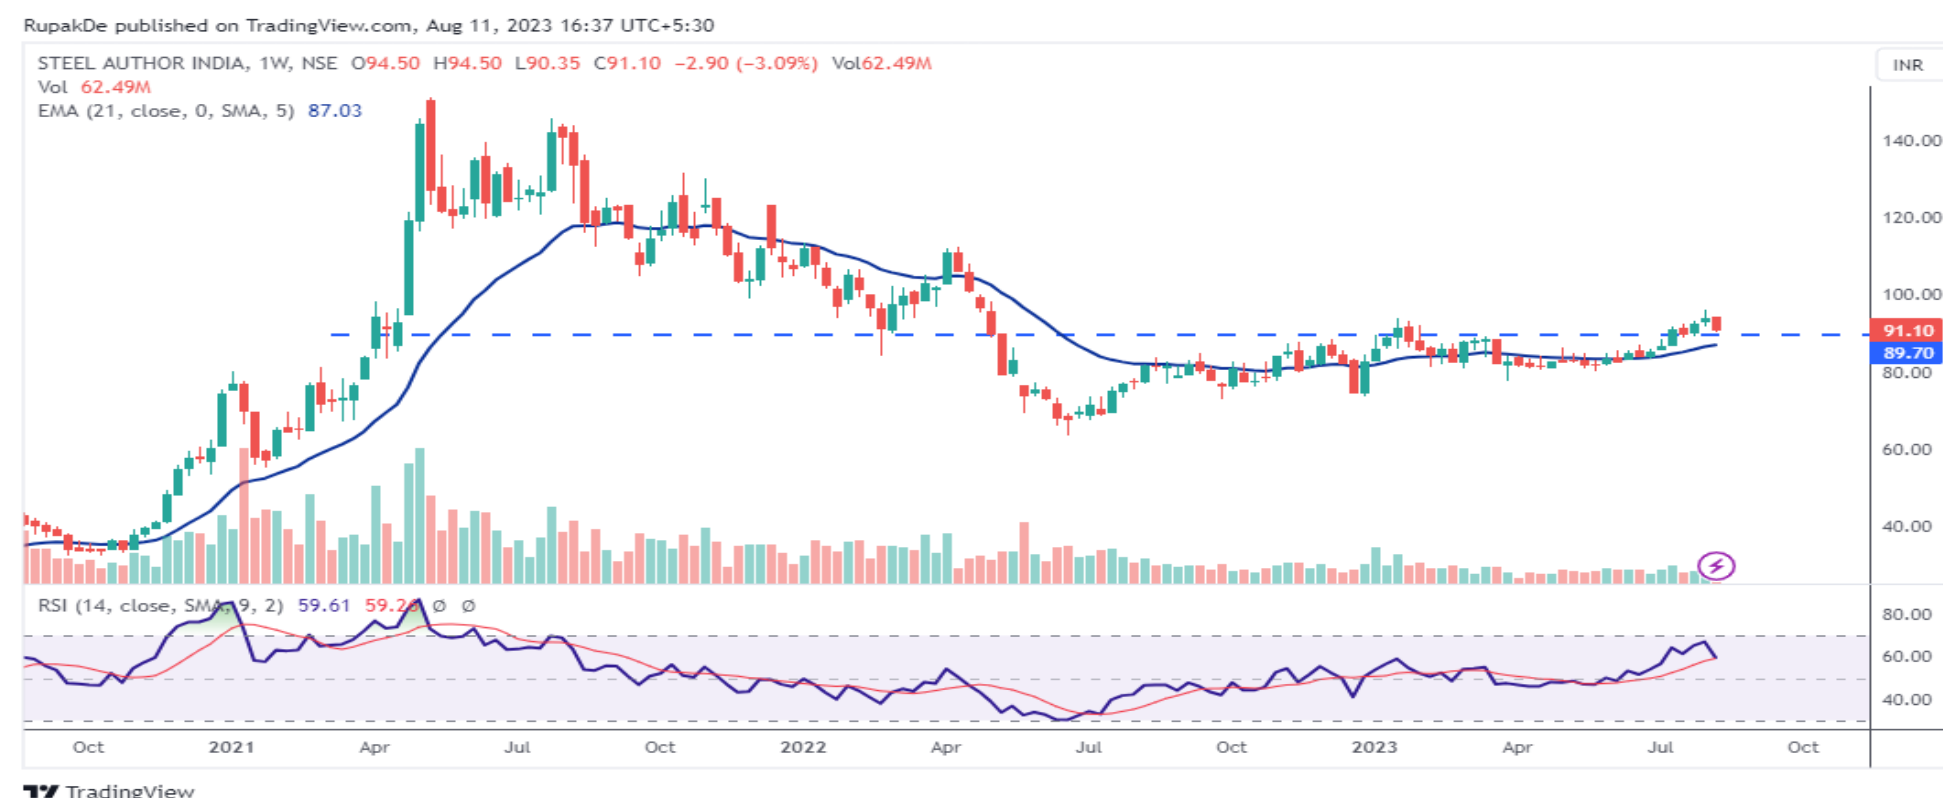 RupakDe published on TradingView.com, Aug 11, 2023 16:37 UTC+5:30
STEEL AUTHOR INDIA, 1W, NSE O94.50 H94.50 L90.35 C91.10 −2.90 (−3.09%) Vol62.49M
INR
Vol 62.49M
EMA (21, close, 0, SMA, 5) 87.03
140.00
120.00
100.00
91.10
89.70
80.00
60.00
40.00
RSI (14, close, SMA, 9, 2) 59.61 59.26 Ø Ø
80.00
60.00
40.00
Oct 2021 Apr Jul Oct 2022 Apr Jul Oct 2023 Apr Jul Oct
TradingView